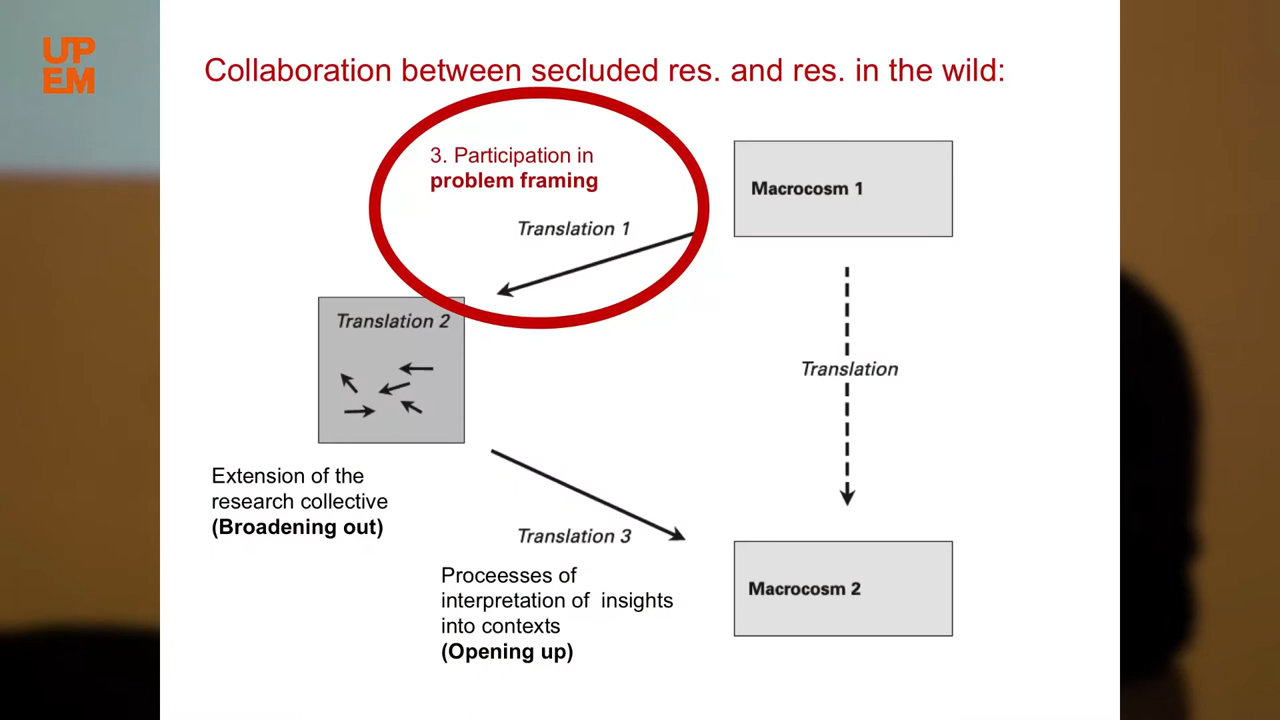 UP
EM
Collaboration between secluded res. and res. in the wild:
3. Participation in
problem framing
Translation 1
Macrocosm 1
Translation 2
Translation
Extension of the
research collective
(Broadening out)
Translation 3
Proceesses of
interpretation of insights
into contexts
(Opening up)
Macrocosm 2